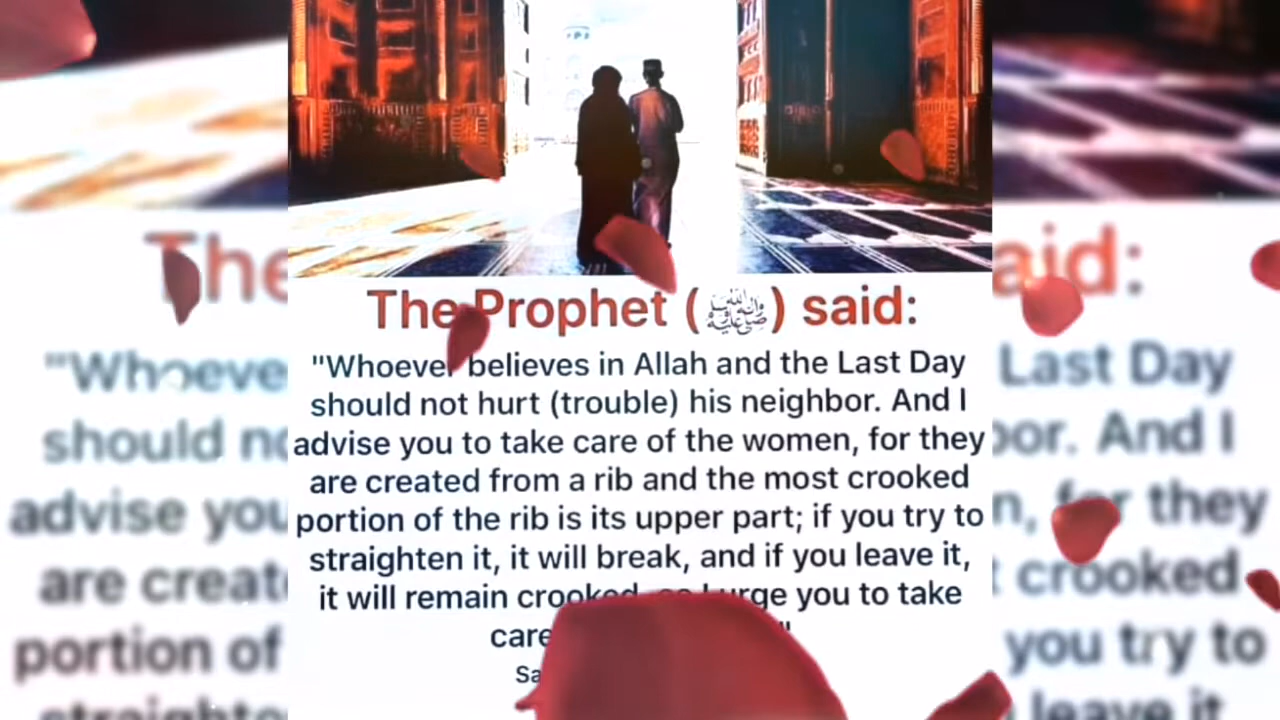 The Prophet (ﷺ) said:
"Whoever believes in Allah and the Last Day
should not hurt (trouble) his neighbor. And I
advise you to take care of the women, for they
are created from a rib and the most crooked
portion of the rib is its upper part; if you try to
straighten it, it will break, and if you leave it,
it will remain crooked, so I urge you to take
care